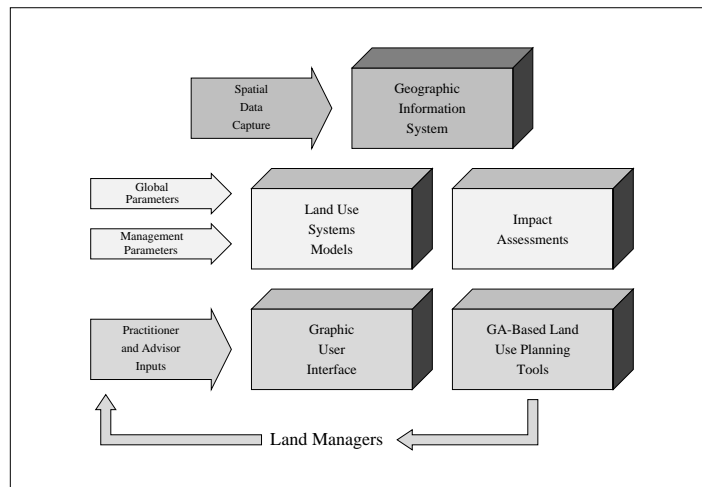 Spatial
Data
Capture
Geographic
Information
System
Global
Parameters
Management
Parameters
Land Use
Systems
Models
Impact
Assessments
Practitioner
and Advisor
Inputs
Graphic
User
Interface
GA-Based Land
Use Planning
Tools
Land Managers